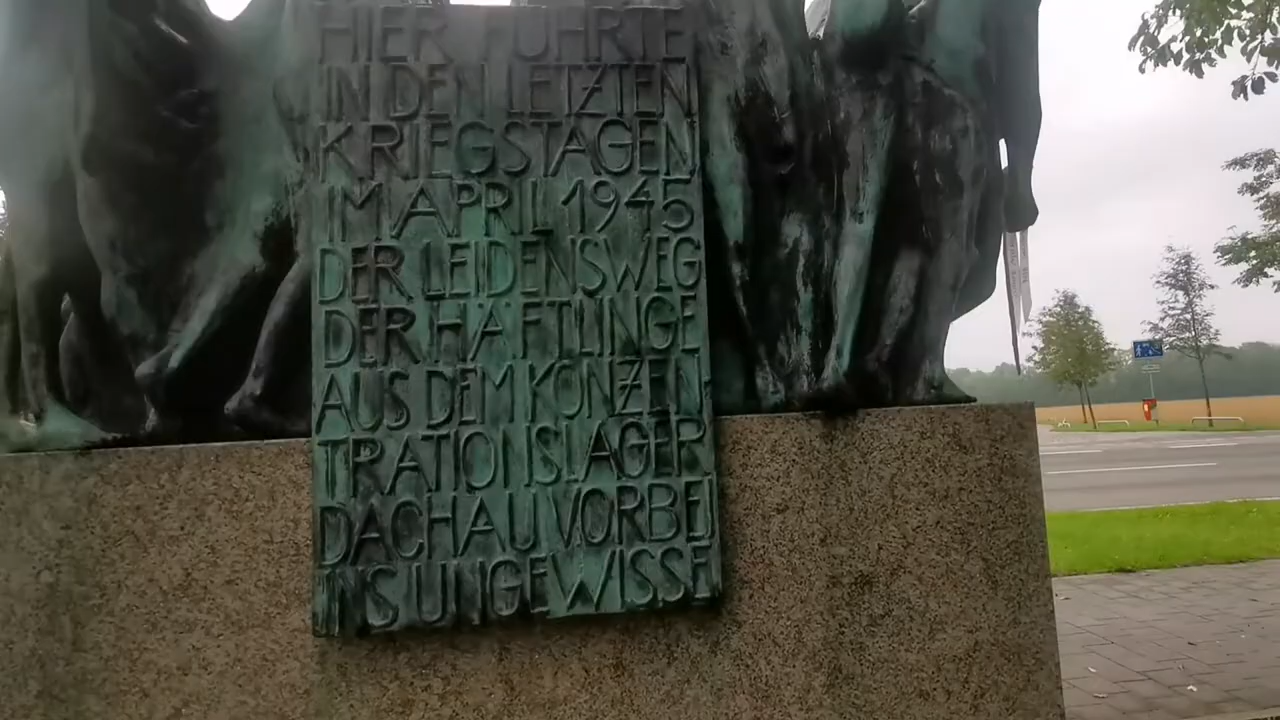 HIER FÜHRTE
IN DEN LETZTEN
KRIEGSTAGEN
IM APRIL 1945
DER LEIDENSWEG
DER HÄFTLINGE
AUS DEM KONZEN
TRATIONSLAGER
DACHAU VORBEI
INS UNGEWISSE